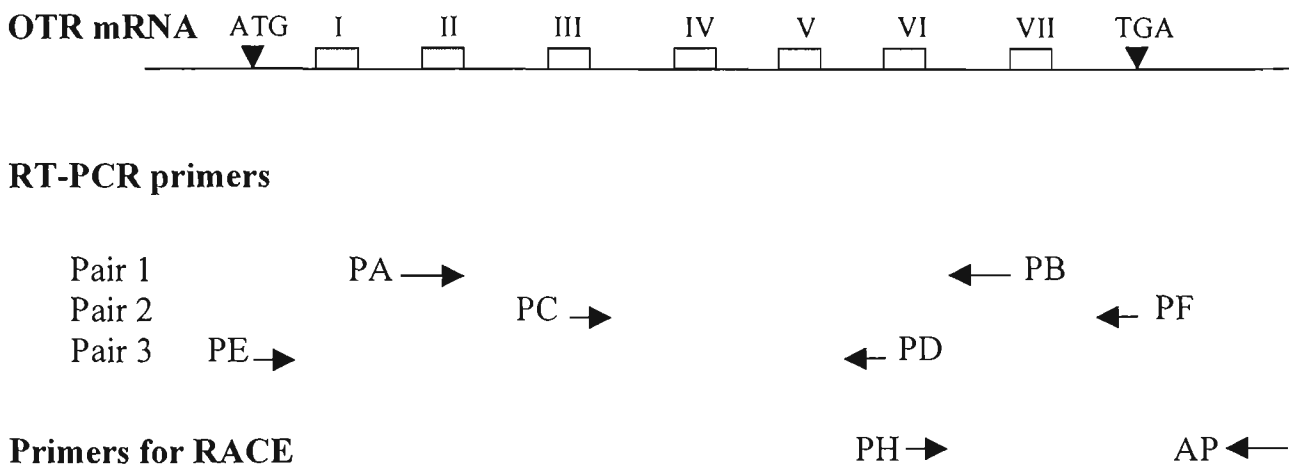 OTR mRNA ATG I II III IV V VI VII TGA
RT-PCR primers
Pair 1 PA PB
Pair 2 PC PF
Pair 3 PE PD
Primers for RACE PH AP